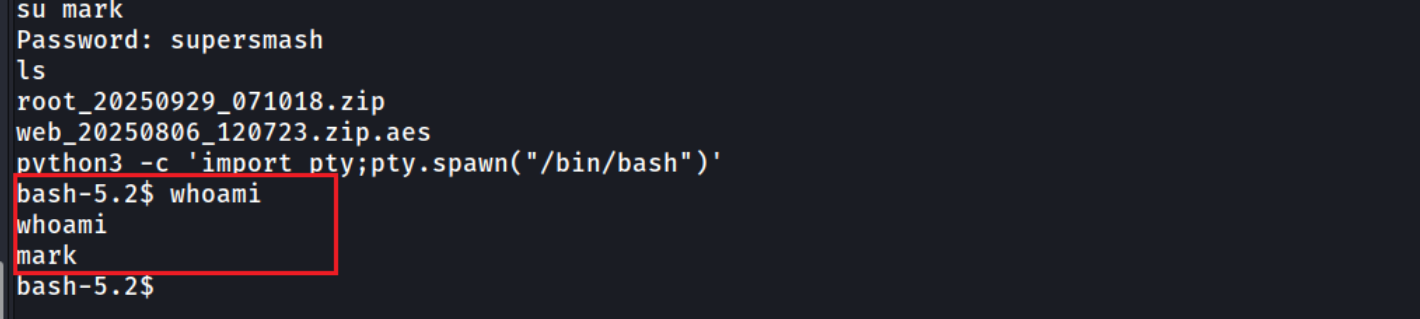 su mark
Password: supersmash
ls
root_20250929_071018.zip
web_20250806_120723.zip.aes
python3 -c 'import pty;pty.spawn("/bin/bash")'
bash-5.2$ whoami
whoami
mark
bash-5.2$